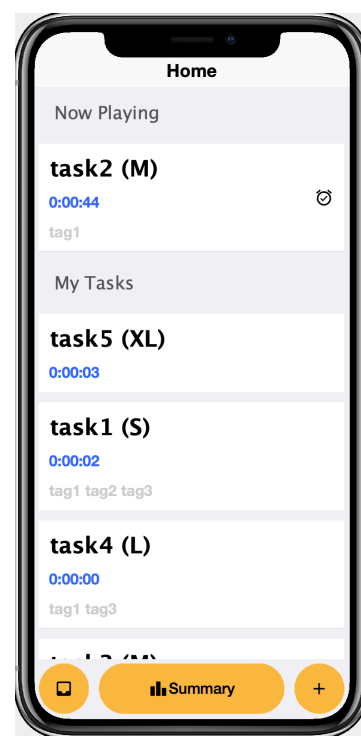 Home
Now Playing
task2 (M)
0:00:44
tag1
My Tasks
task5 (XL)
0:00:03
task1 (S)
0:00:02
tag1 tag2 tag3
task4 (L)
0:00:00
tag1 tag3
Summary
+